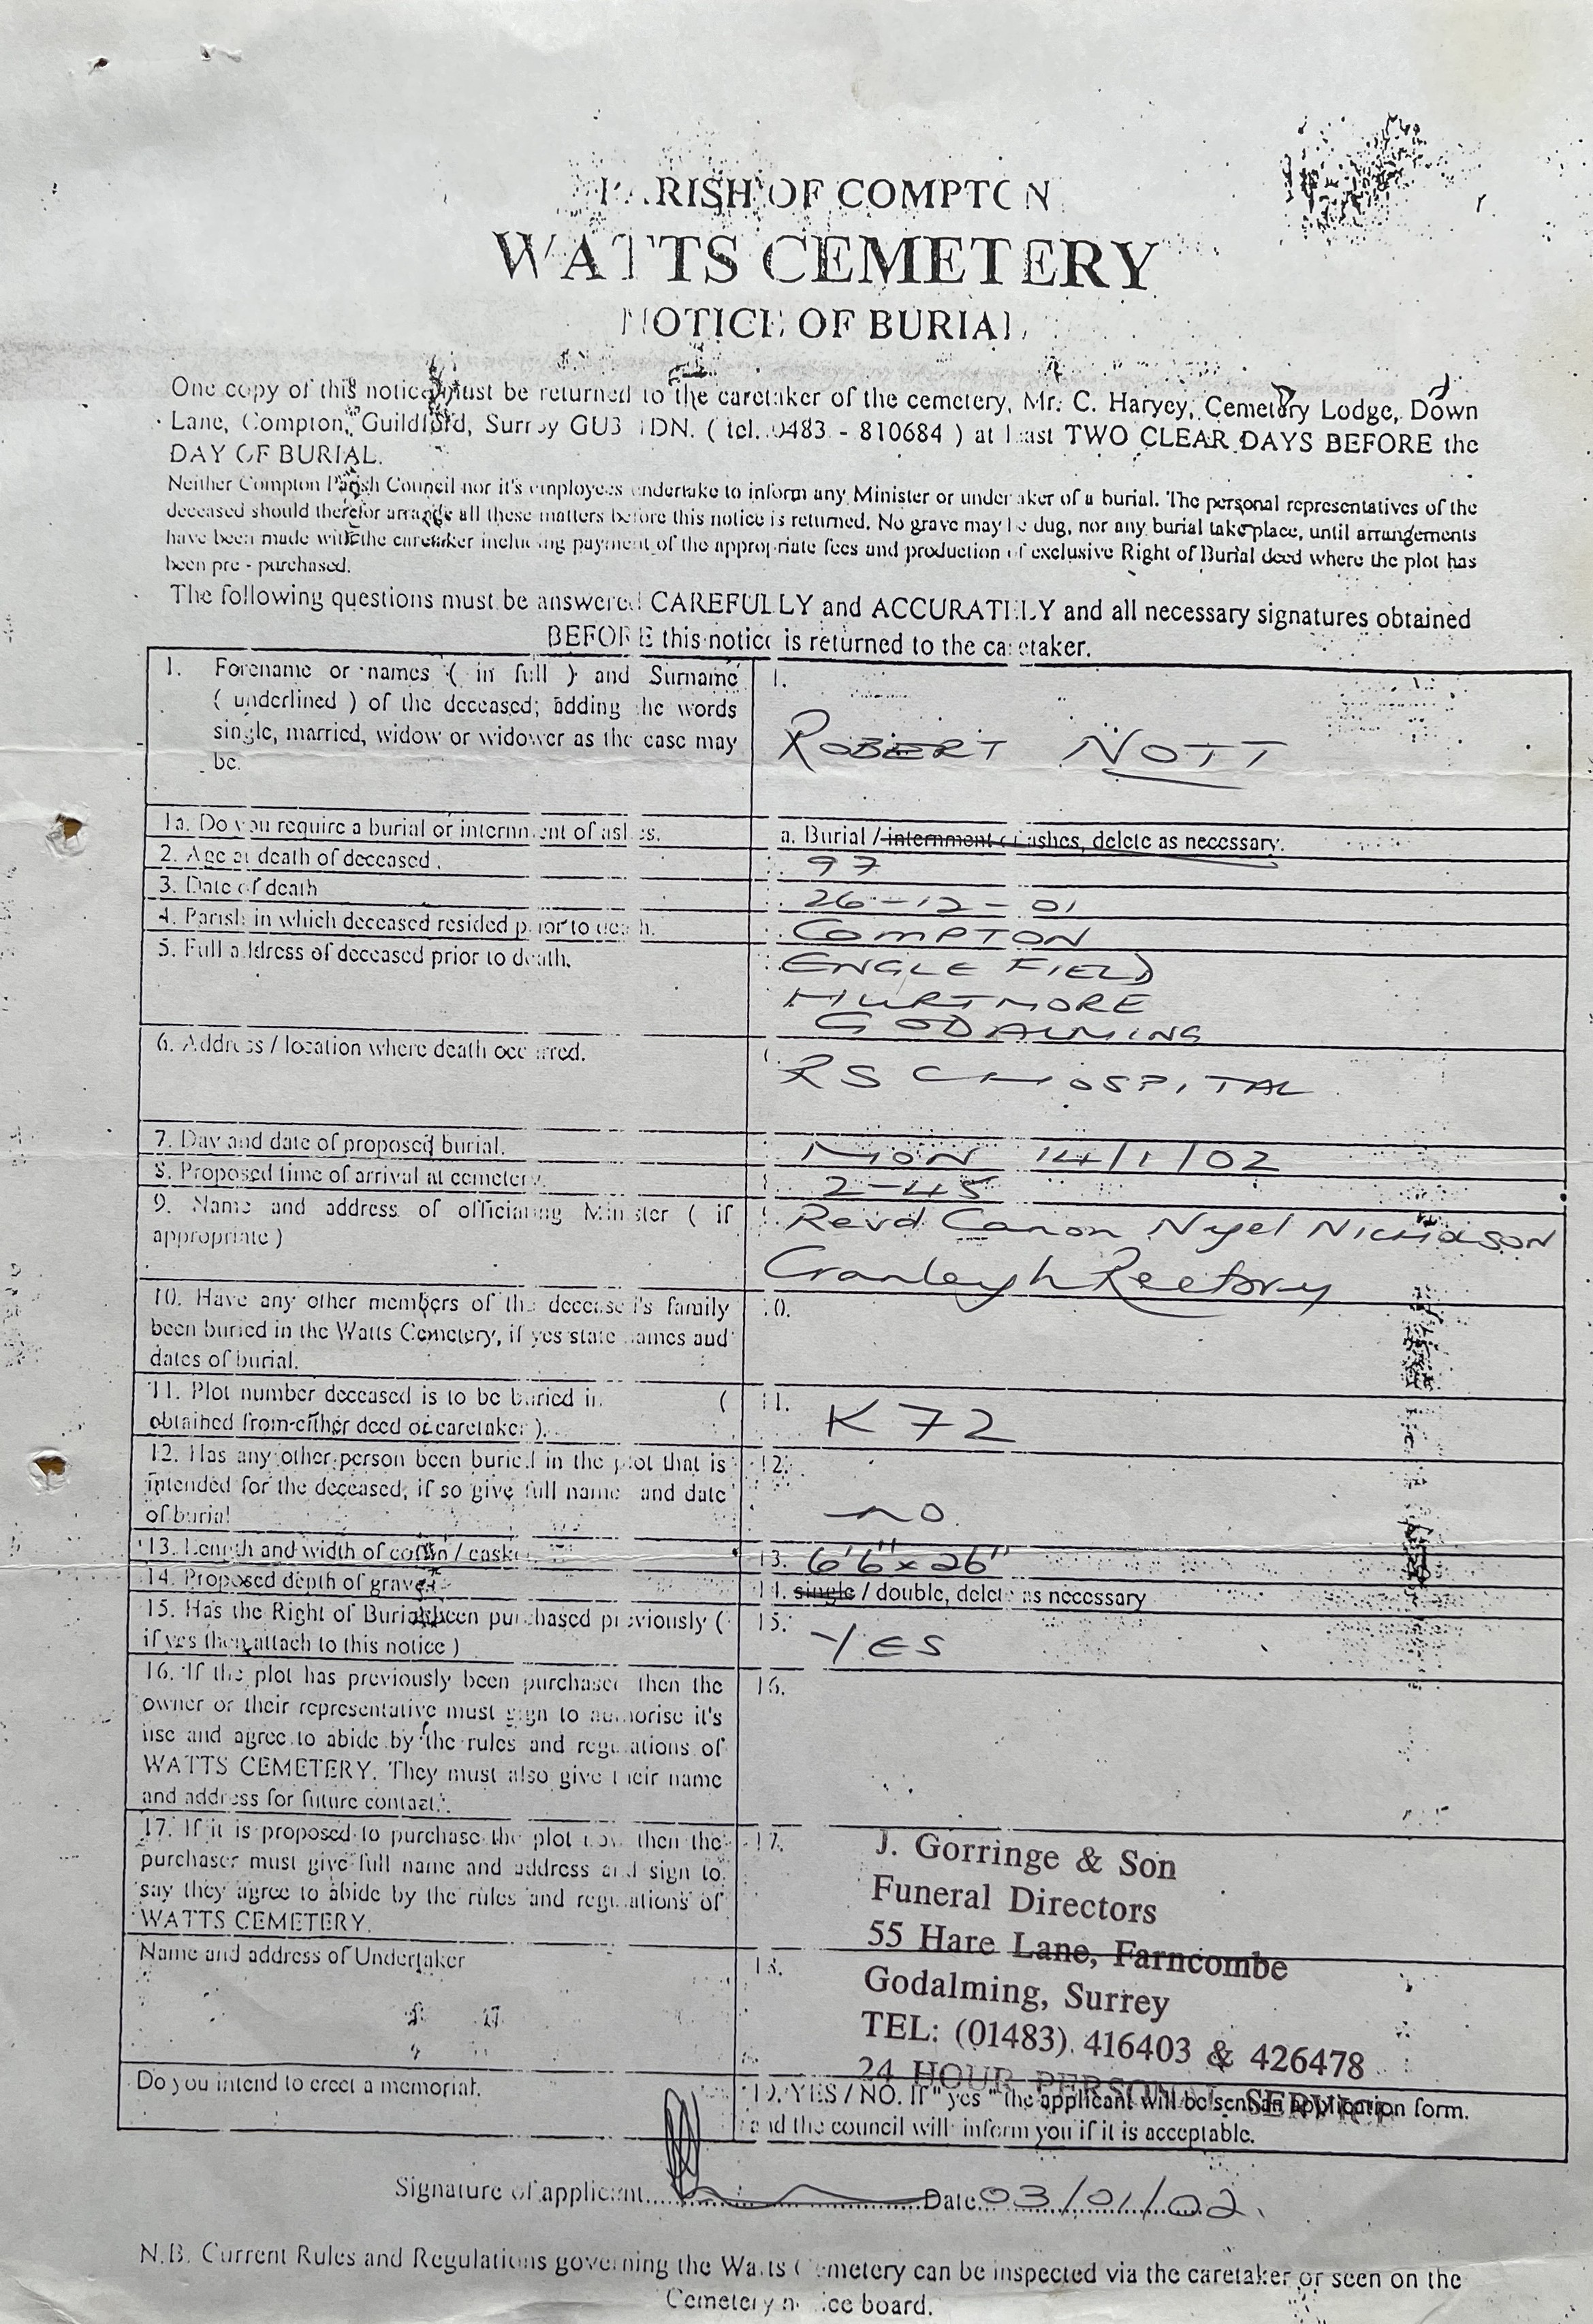 PARISH OF COMPTON
WATTS CEMETERY
NOTICE OF BURIAL
One copy of this notice must be returned to the caretaker of the cemetery, Mr. C. Harvey, Cemetery Lodge, Down
Lane, Compton, Guildford, Surrey GU3 1DN. ( tel. 0483 - 810684 ) at least TWO CLEAR DAYS BEFORE the
DAY OF BURIAL.
Neither Compton Parish Council nor it's employees undertake to inform any Minister or undertaker of a burial. The personal representatives of the
deceased should therefor arrange all these matters before this notice is returned. No grave may be dug, nor any burial take place, until arrangements
have been made with the caretaker including payment of the appropriate fees and production of exclusive Right of Burial deed where the plot has
been pre - purchased.
The following questions must be answered CAREFULLY and ACCURATELY and all necessary signatures obtained
BEFORE this notice is returned to the caretaker.
1. Forename or names ( in full ) and Surname
( underlined ) of the deceased; adding the words
single, married, widow or widower as the case may
be.
1.
ROBERT NOTT
1a. Do you require a burial or internment of ashes.
a. Burial / internment of ashes, delete as necessary.
2. Age at death of deceased.
97
3. Date of death
26-12-01
4. Parish in which deceased resided prior to death.
COMPTON
5. Full address of deceased prior to death.
ENGLEFIELD
HURTMORE
GODALMING
6. Address / location where death occurred.
RSCH HOSPITAL
7. Day and date of proposed burial.
MON 14/1/02
8. Proposed time of arrival at cemetery.
2-45
9. Name and address of officiating Minister ( if
appropriate )
Revd Canon Nigel NICHOLSON
Cranleigh Rectory
10. Have any other members of the deceased's family
been buried in the Watts Cemetery, if yes state names and
dates of burial.
10.
11. Plot number deceased is to be buried in (
obtained from either deed or caretaker ).
11.
K72
12. Has any other person been buried in the plot that is
intended for the deceased, if so give full name and date
of burial
12.
NO
13. Length and width of coffin / casket
13. 6'6" x 26"
14. Proposed depth of grave
14. single / double, delete as necessary
15. Has the Right of Burial been purchased previously (
if yes then attach to this notice )
15.
YES
16. If the plot has previously been purchased then the
owner or their representative must sign to authorise it's
use and agree to abide by the rules and regulations of
WATTS CEMETERY. They must also give their name
and address for future contact.
16.
17. If it is proposed to purchase the plot now then the
purchaser must give full name and address and sign to
say they agree to abide by the rules and regulations of
WATTS CEMETERY.
17.
J. Gorringe & Son
Funeral Directors
55 Hare Lane, Farncombe
Godalming, Surrey
TEL: (01483) 416403 & 426478
24 HOUR PERSONAL SERVICE
Name and address of Undertaker
18.
Do you intend to erect a memorial.
19. YES / NO. If "yes" the applicant will be sent an application form.
and the council will inform you if it is acceptable.
Signature of applicant Date 03/01/02.
N.B. Current Rules and Regulations governing the Watts Cemetery can be inspected via the caretaker or seen on the
Cemetery notice board.